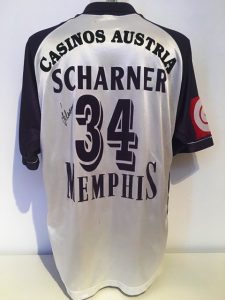 CASINOS AUSTRIA
SCHARNER
34
MEMPHIS